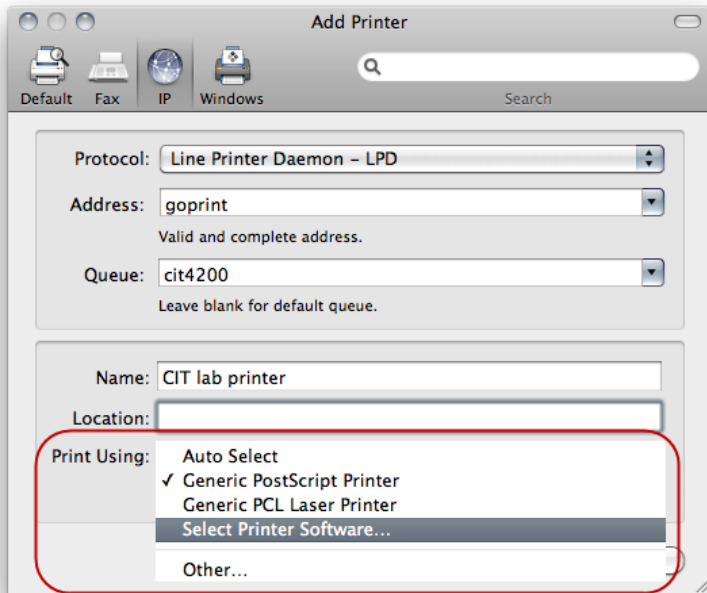 Add Printer
Default Fax IP Windows Search
Protocol: Line Printer Daemon – LPD
Address: goprint
Valid and complete address.
Queue: cit4200
Leave blank for default queue.
Name: CIT lab printer
Location:
Print Using: Auto Select
✓ Generic PostScript Printer
Generic PCL Laser Printer
Select Printer Software...
Other...